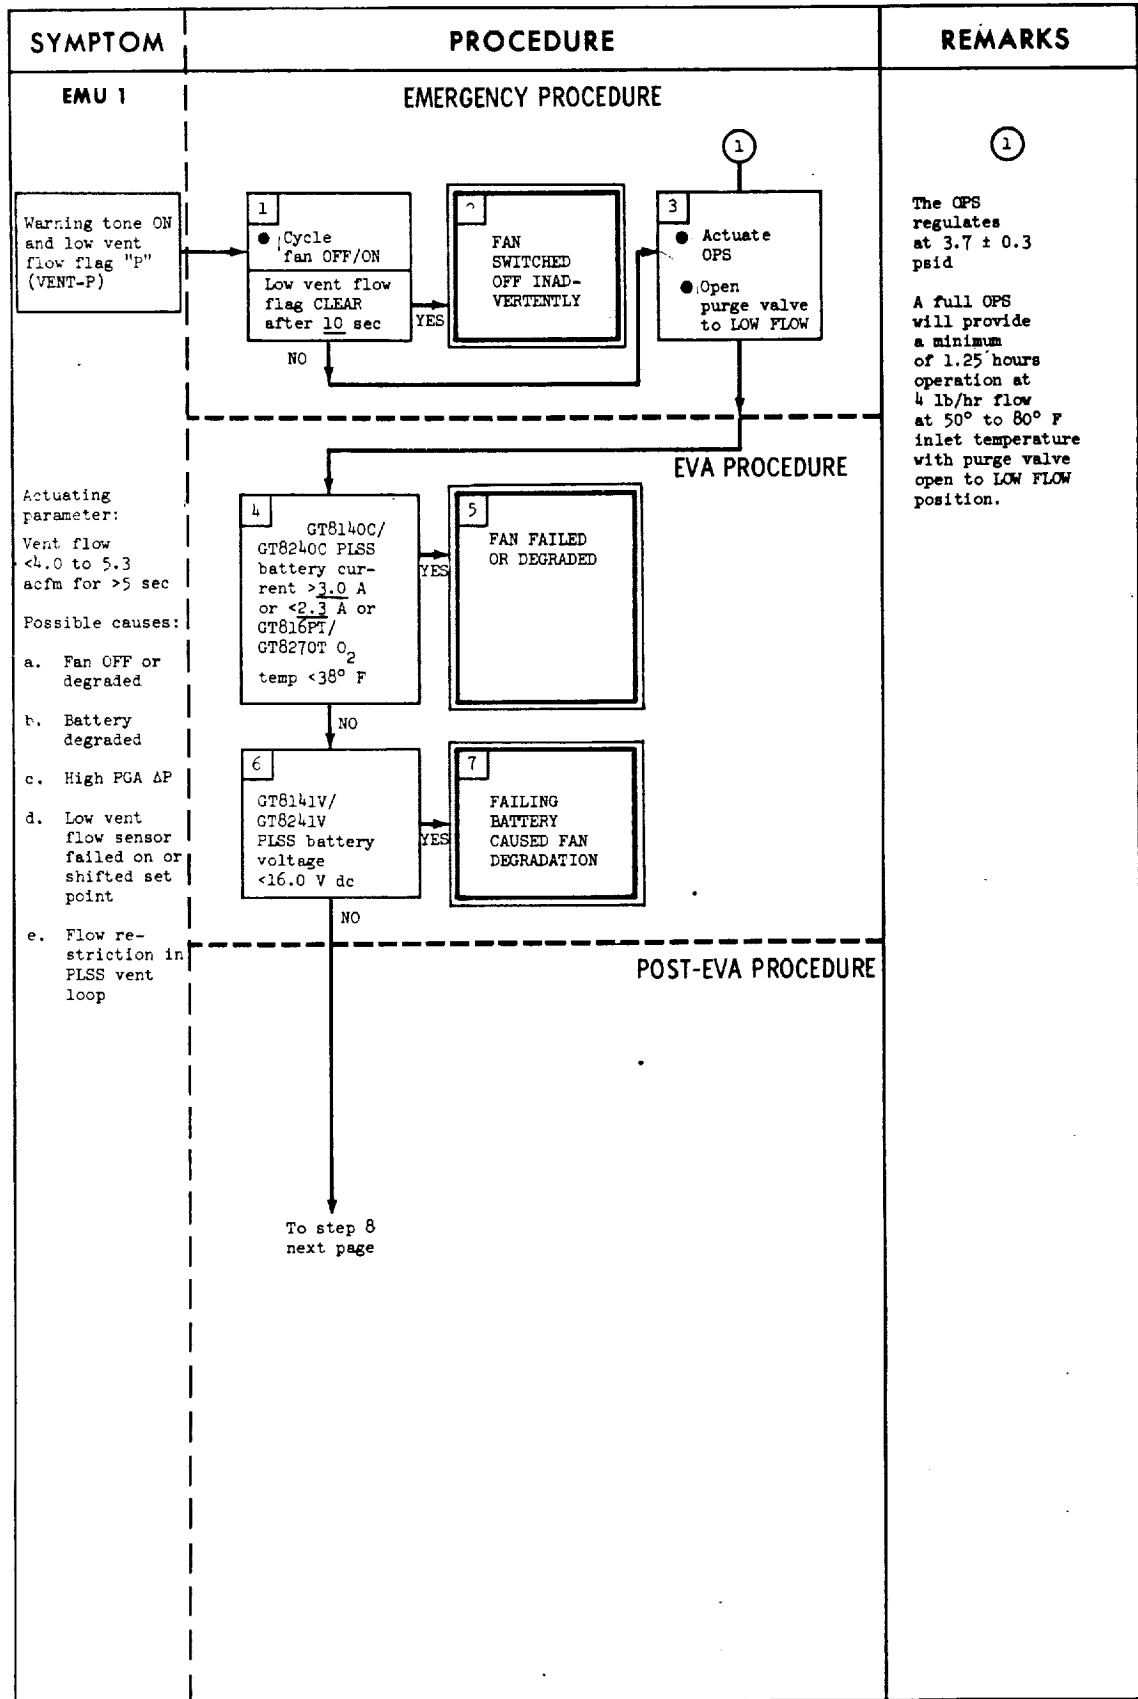 SYMPTOM
PROCEDURE
REMARKS
EMU 1
EMERGENCY PROCEDURE
Warning tone ON
and low vent
flow flag "P"
(VENT-P)
1
● Cycle
fan OFF/ON
Low vent flow
flag CLEAR
after 10 sec
YES
NO
FAN
SWITCHED
OFF INAD-
VERTENTLY
1
3
● Actuate
OPS
● Open
purge valve
to LOW FLOW
1
The OPS
regulates
at 3.7 ± 0.3
psid
A full OPS
will provide
a minimum
of 1.25 hours
operation at
4 lb/hr flow
at 50° to 80° F
inlet temperature
with purge valve
open to LOW FLOW
position.
EVA PROCEDURE
Actuating
parameter:
Vent flow
<4.0 to 5.3
acfm for >5 sec
Possible causes:
a. Fan OFF or
degraded
b. Battery
degraded
c. High PGA ΔP
d. Low vent
flow sensor
failed on or
shifted set
point
e. Flow re-
striction in
PLSS vent
loop
4
GT8140C/
GT8240C PLSS
battery cur-
rent >3.0 A
or <2.3 A or
GT816PT/
GT8270T O2
temp <38° F
YES
NO
5
FAN FAILED
OR DEGRADED
6
GT8141V/
GT8241V
PLSS battery
voltage
<16.0 V dc
YES
NO
7
FAILING
BATTERY
CAUSED FAN
DEGRADATION
POST-EVA PROCEDURE
To step 8
next page